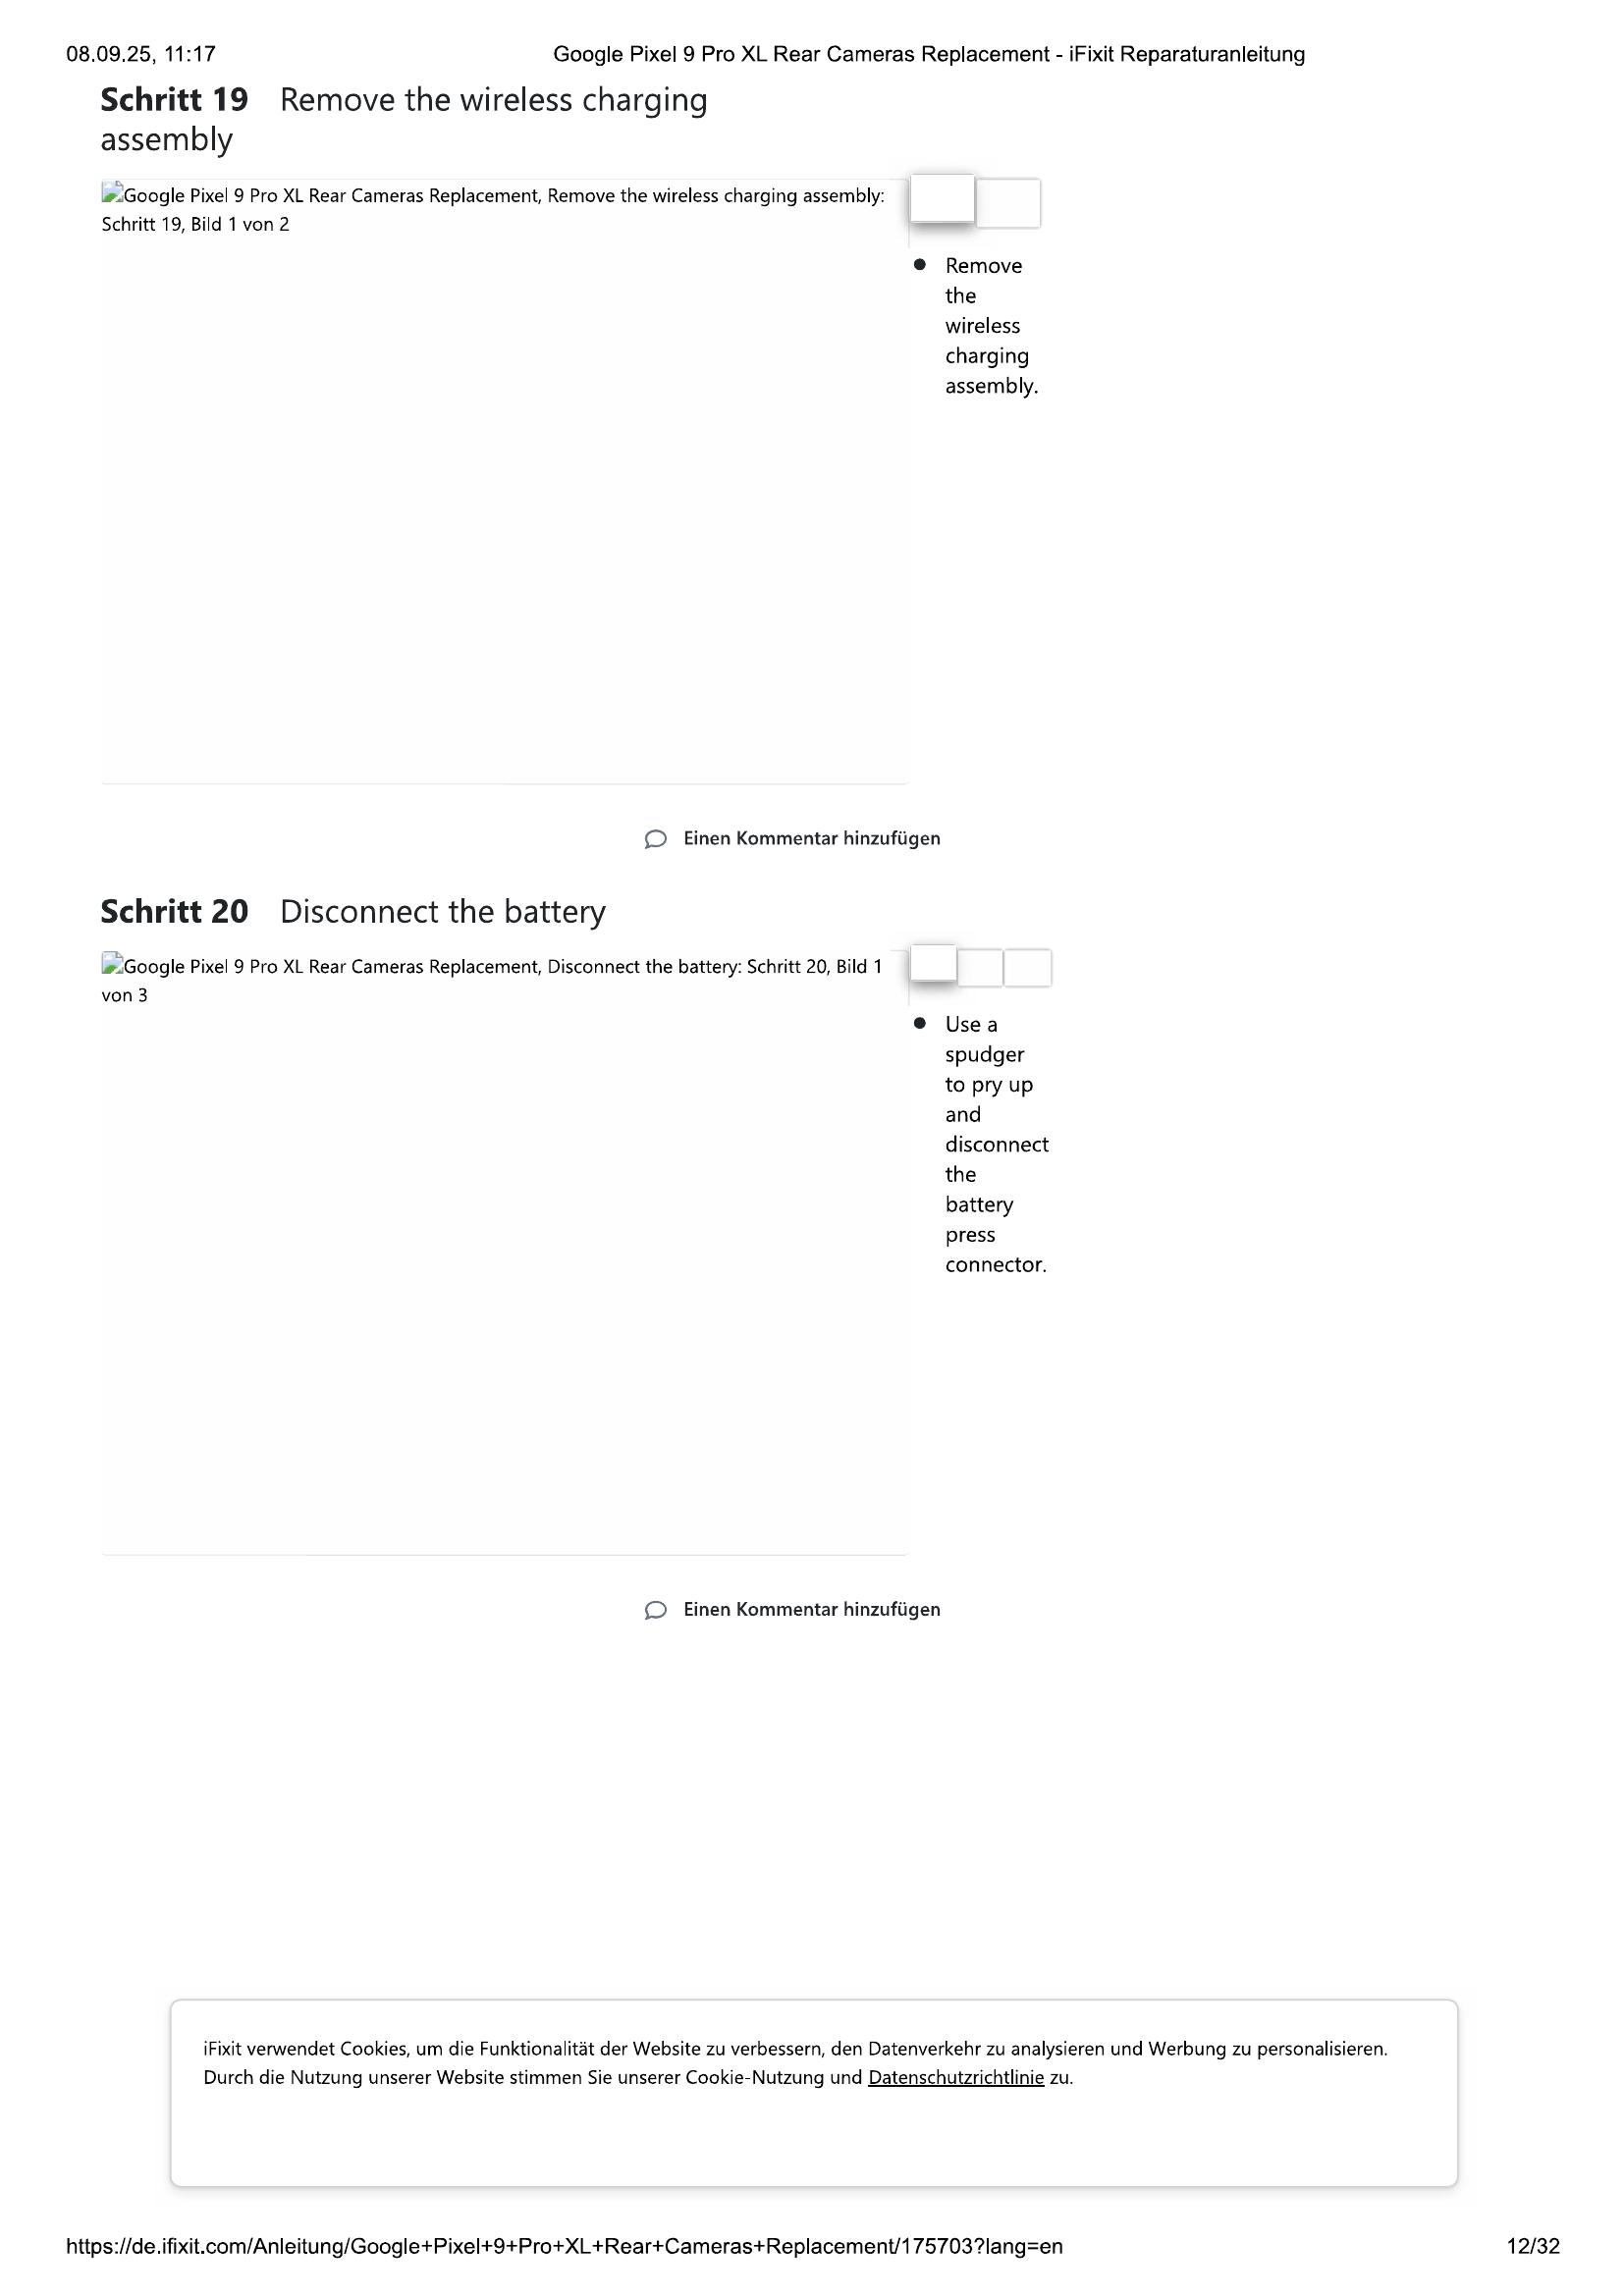 08.09.25, 11:17
Google Pixel 9 Pro XL Rear Cameras Replacement - iFixit Reparaturanleitung
Schritt 19 Remove the wireless charging
assembly
Google Pixel 9 Pro XL Rear Cameras Replacement, Remove the wireless charging assembly:
Schritt 19, Bild 1 von 2
Remove
the
wireless
charging
assembly.
Einen Kommentar hinzufügen
Schritt 20 Disconnect the battery
Google Pixel 9 Pro XL Rear Cameras Replacement, Disconnect the battery: Schritt 20, Bild 1
von 3
Use a
spudger
to pry up
and
disconnect
the
battery
press
connector.
Einen Kommentar hinzufügen
iFixit verwendet Cookies, um die Funktionalität der Website zu verbessern, den Datenverkehr zu analysieren und Werbung zu personalisieren.
Durch die Nutzung unserer Website stimmen Sie unserer Cookie-Nutzung und Datenschutzrichtlinie zu.
https://de.ifixit.com/Anleitung/Google+Pixel+9+Pro+XL+Rear+Cameras+Replacement/175703?lang=en
12/32